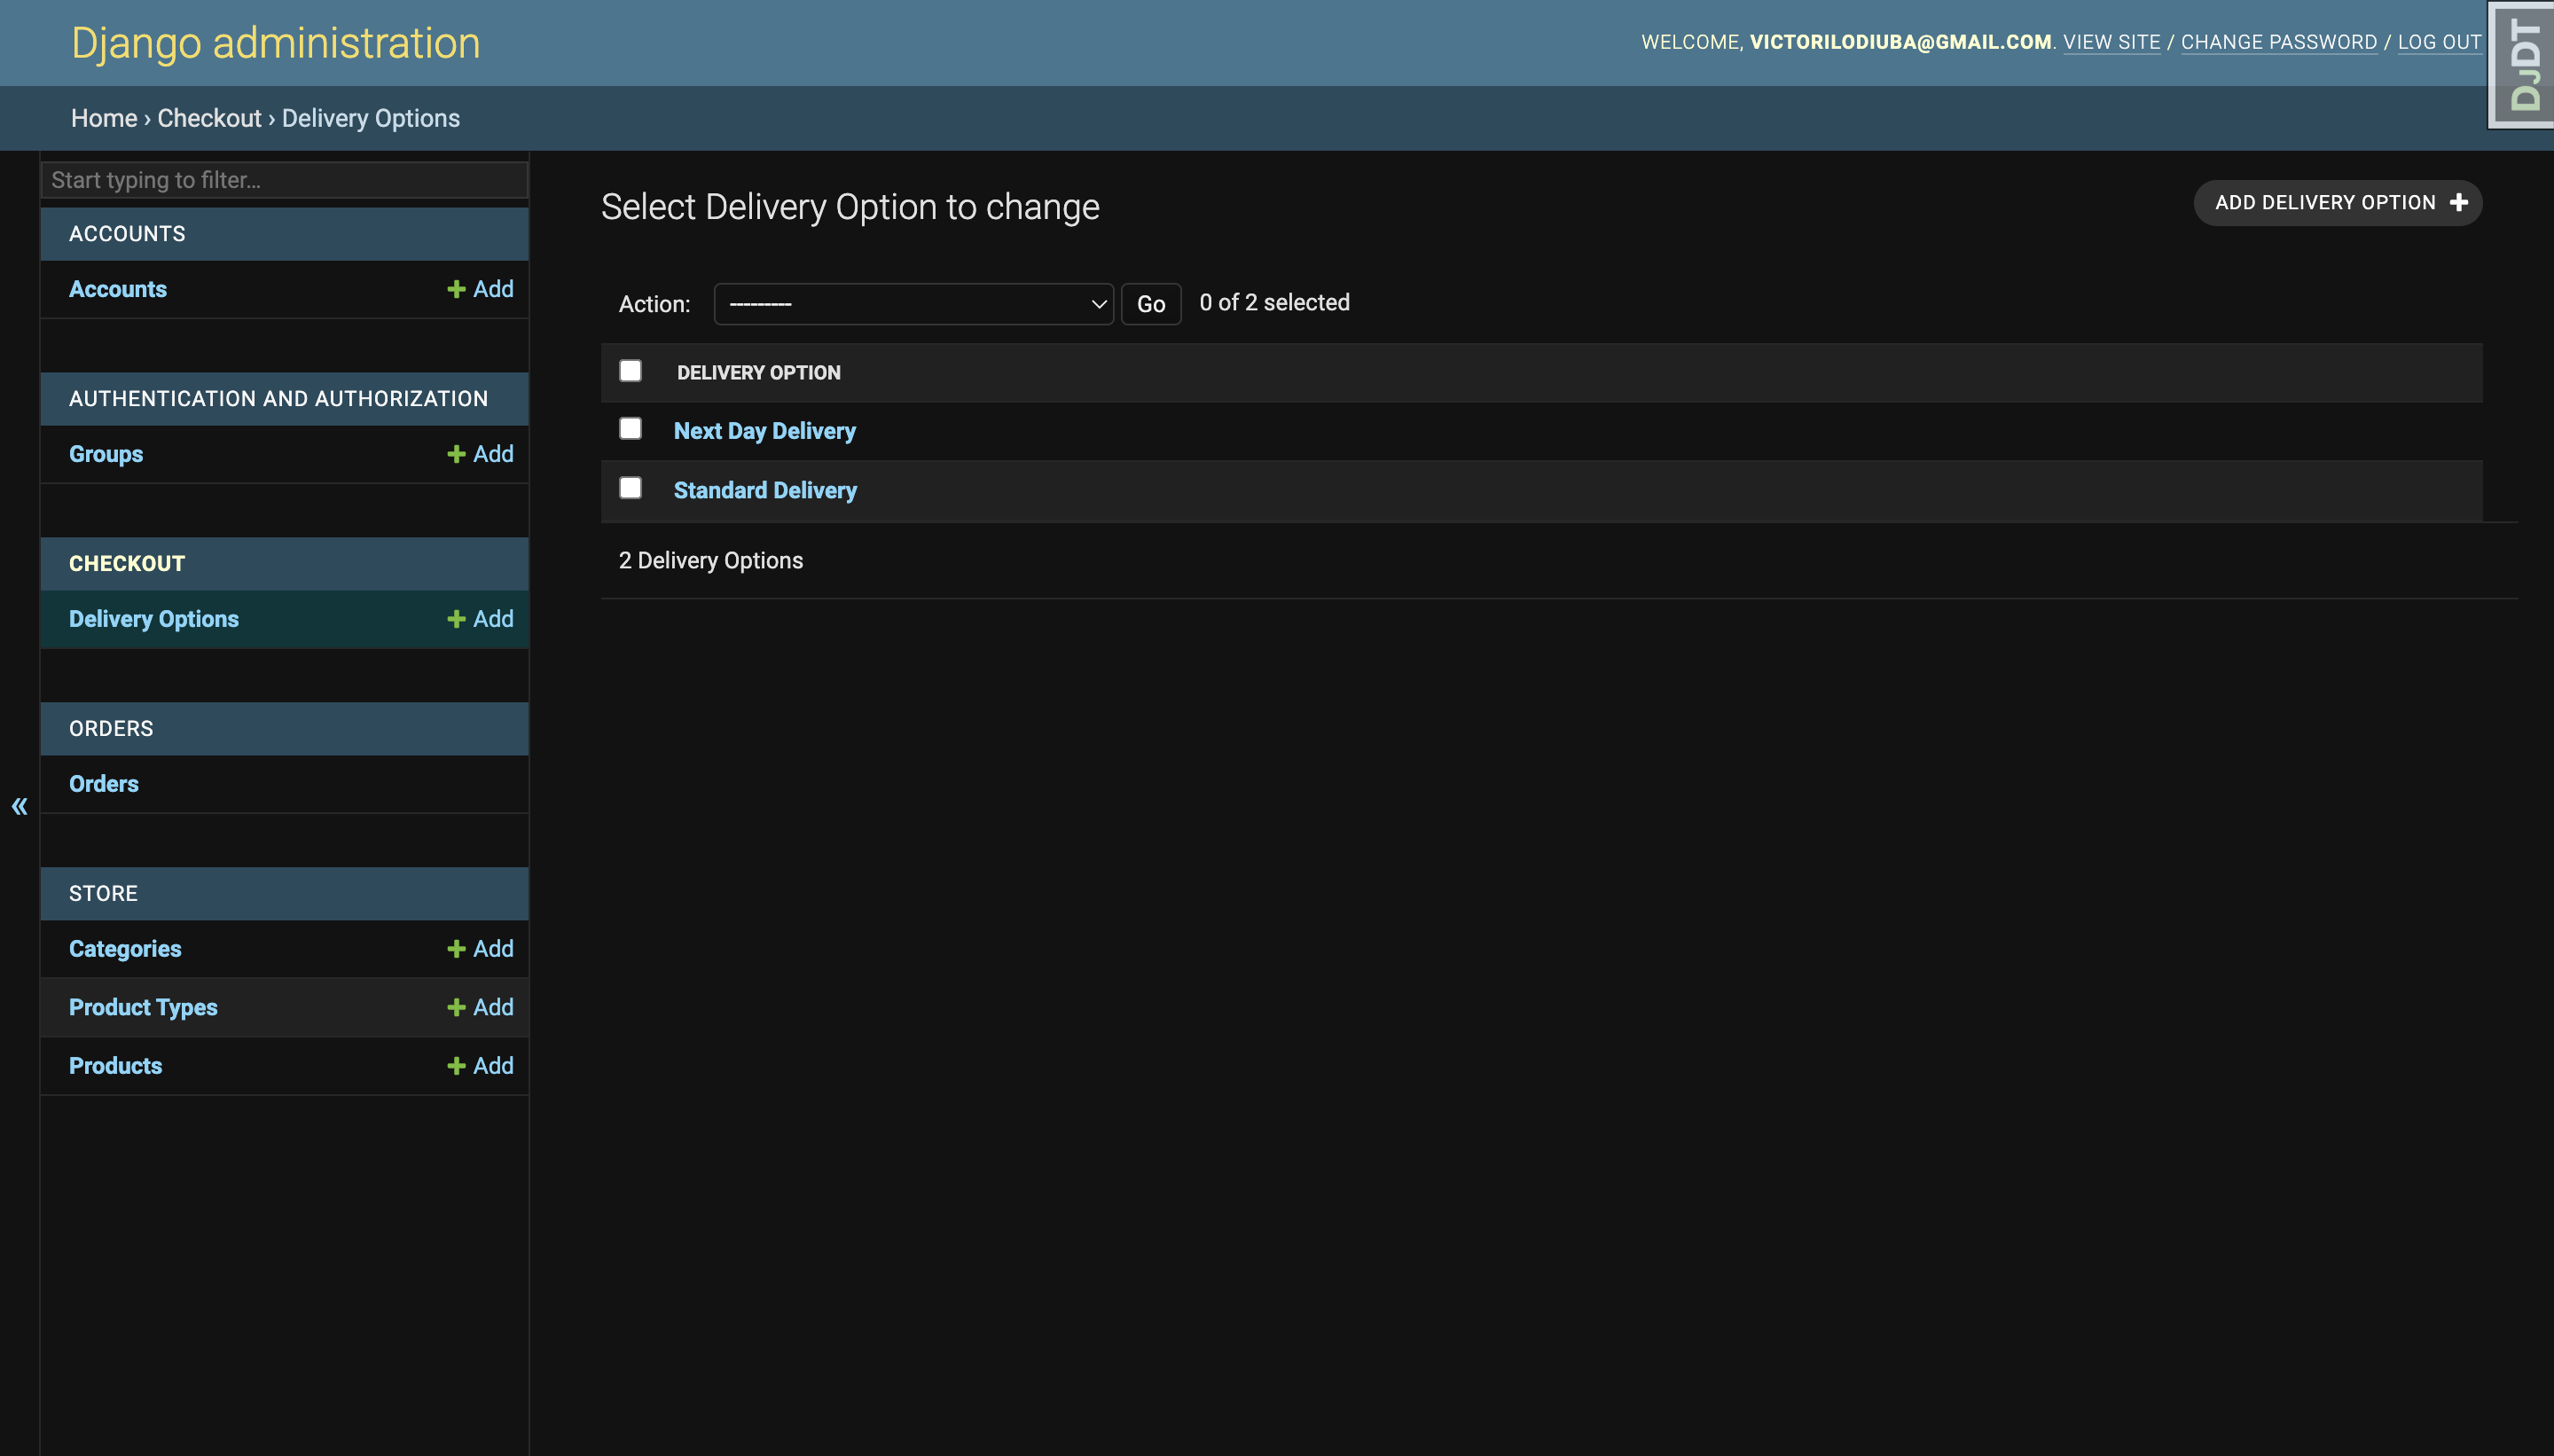 Django administration
WELCOME, VICTORILODIUBA@GMAIL.COM. VIEW SITE / CHANGE PASSWORD / LOG OUT
DJDT
Home › Checkout › Delivery Options
Start typing to filter...
ACCOUNTS
Accounts + Add
AUTHENTICATION AND AUTHORIZATION
Groups + Add
CHECKOUT
Delivery Options + Add
ORDERS
Orders
«
STORE
Categories + Add
Product Types + Add
Products + Add
Select Delivery Option to change
ADD DELIVERY OPTION +
Action: --------- Go 0 of 2 selected
DELIVERY OPTION
Next Day Delivery
Standard Delivery
2 Delivery Options